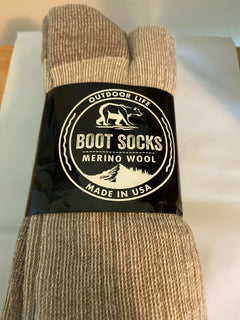 OUTDOOR LIFE
BOOT SOCKS
MERINO WOOL
MADE IN USA